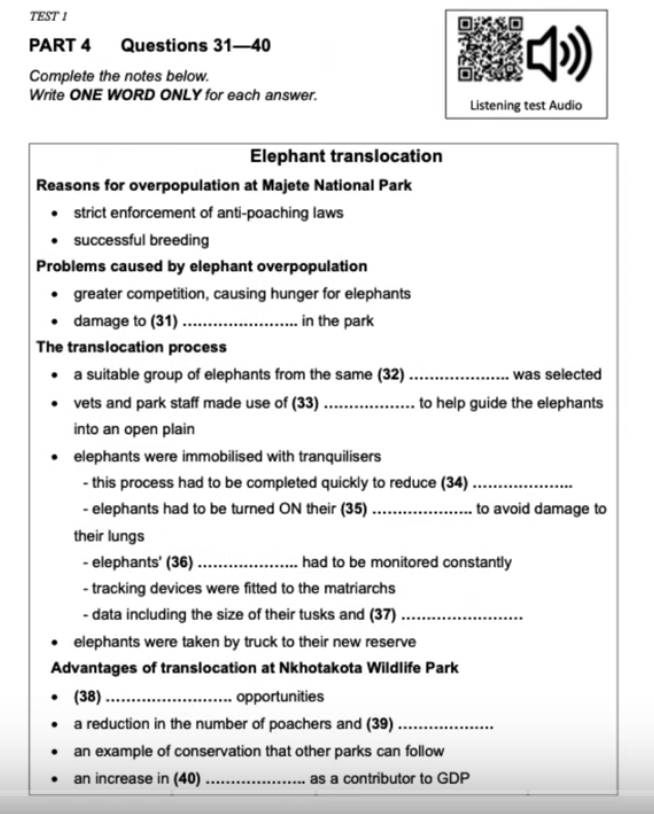 TEST 1
PART 4 Questions 31—40
Complete the notes below.
Write ONE WORD ONLY for each answer.
Listening test Audio
Elephant translocation
Reasons for overpopulation at Majete National Park
• strict enforcement of anti-poaching laws
• successful breeding
Problems caused by elephant overpopulation
• greater competition, causing hunger for elephants
• damage to (31) ........................ in the park
The translocation process
• a suitable group of elephants from the same (32) .................... was selected
• vets and park staff made use of (33) .................. to help guide the elephants
into an open plain
• elephants were immobilised with tranquilisers
- this process had to be completed quickly to reduce (34) ....................
- elephants had to be turned ON their (35) .................... to avoid damage to
their lungs
- elephants' (36) .................... had to be monitored constantly
- tracking devices were fitted to the matriarchs
- data including the size of their tusks and (37) ........................
• elephants were taken by truck to their new reserve
Advantages of translocation at Nkhotakota Wildlife Park
• (38) .......................... opportunities
• a reduction in the number of poachers and (39) ....................
• an example of conservation that other parks can follow
• an increase in (40) .................... as a contributor to GDP